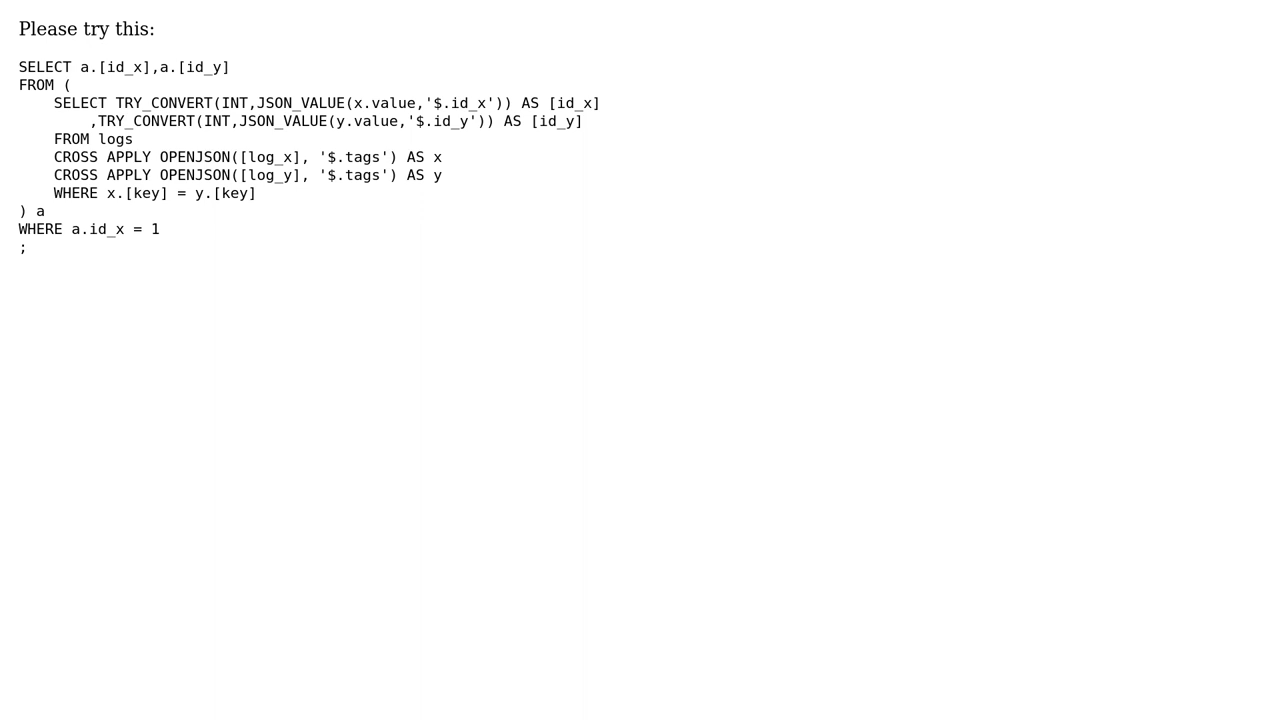 Please try this:
SELECT a.[id_x],a.[id_y]
FROM (
    SELECT TRY_CONVERT(INT,JSON_VALUE(x.value,'$.id_x')) AS [id_x]
        ,TRY_CONVERT(INT,JSON_VALUE(y.value,'$.id_y')) AS [id_y]
    FROM logs
    CROSS APPLY OPENJSON([log_x], '$.tags') AS x
    CROSS APPLY OPENJSON([log_y], '$.tags') AS y
    WHERE x.[key] = y.[key]
) a
WHERE a.id_x = 1
;